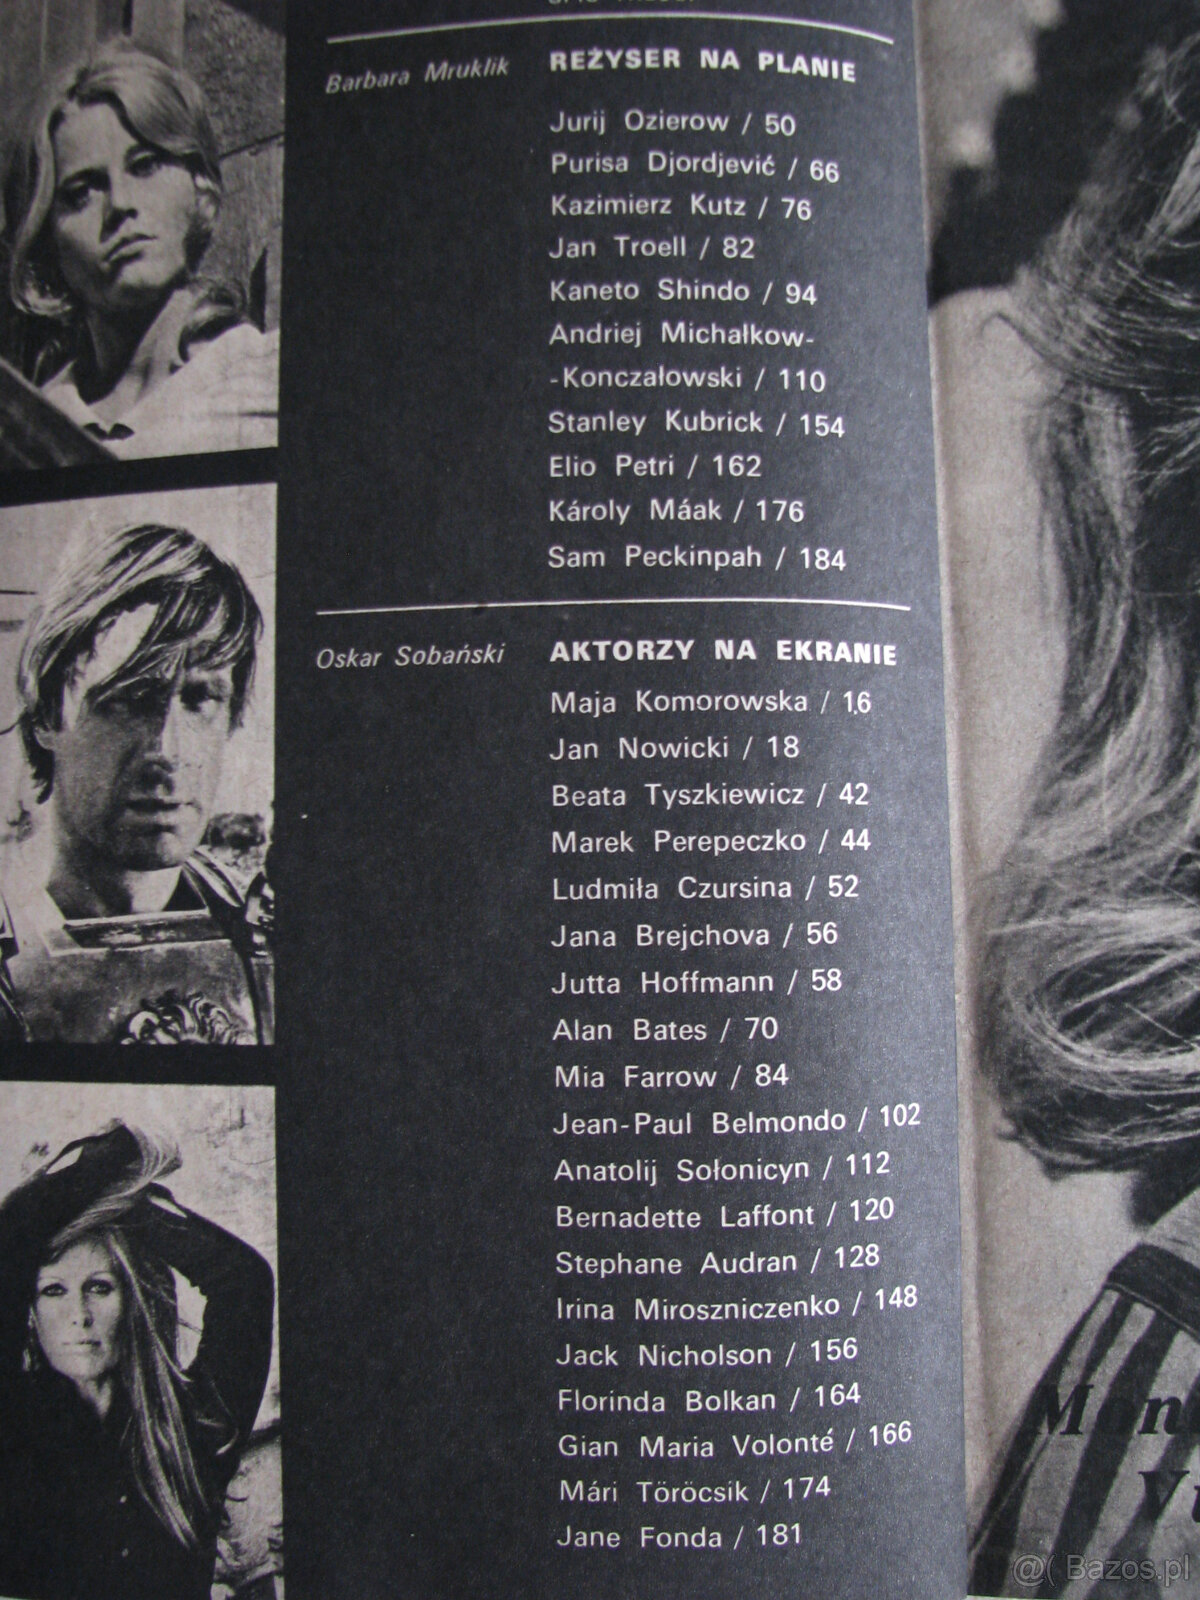 Barbara Mruklik
REŻYSER NA PLANIE
Jurij Ozierow / 50
Purisa Djordjević / 66
Kazimierz Kutz / 76
Jan Troell / 82
Kaneto Shindo / 94
Andriej Michałkow-
-Konczałowski / 110
Stanley Kubrick / 154
Elio Petri / 162
Károly Máak / 176
Sam Peckinpah / 184
Oskar Sobański
AKTORZY NA EKRANIE
Maja Komorowska / 16
Jan Nowicki / 18
Beata Tyszkiewicz / 42
Marek Perepeczko / 44
Ludmiła Czursina / 52
Jana Brejchova / 56
Jutta Hoffmann / 58
Alan Bates / 70
Mia Farrow / 84
Jean-Paul Belmondo / 102
Anatolij Sołonicyn / 112
Bernadette Laffont / 120
Stephane Audran / 128
Irina Miroszniczenko / 148
Jack Nicholson / 156
Florinda Bolkan / 164
Gian Maria Volonté / 166
Mári Töröcsik / 174
Jane Fonda / 181
@( Bazos.pl